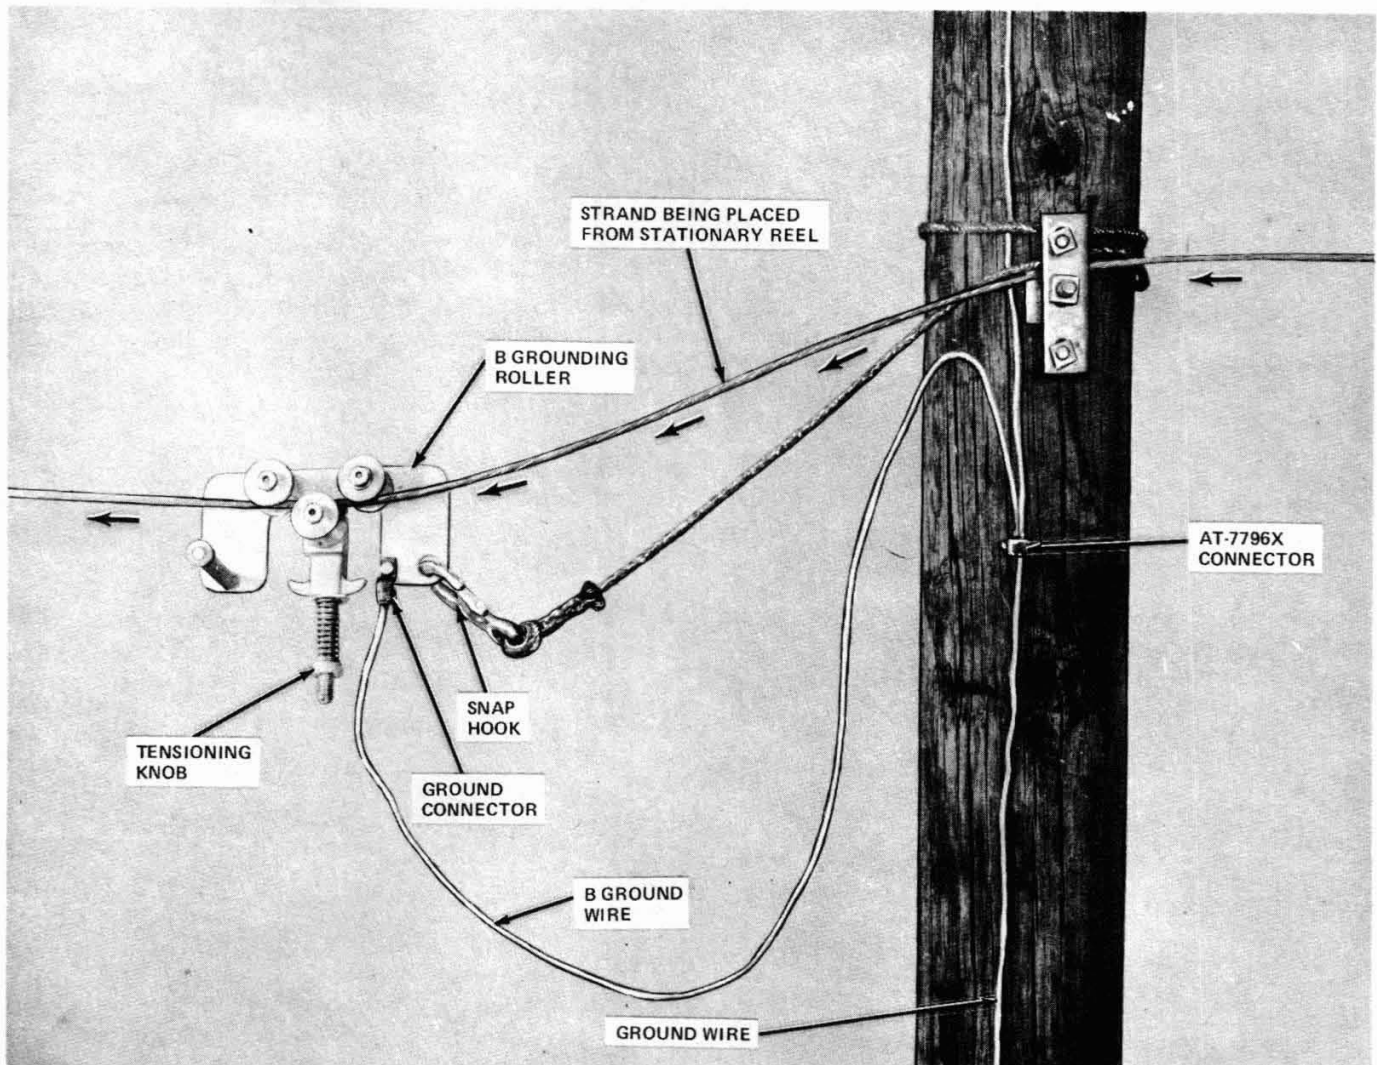 STRAND BEING PLACED
FROM STATIONARY REEL
B GROUNDING
ROLLER
AT-7796X
CONNECTOR
SNAP
HOOK
TENSIONING
KNOB
GROUND
CONNECTOR
B GROUND
WIRE
GROUND WIRE